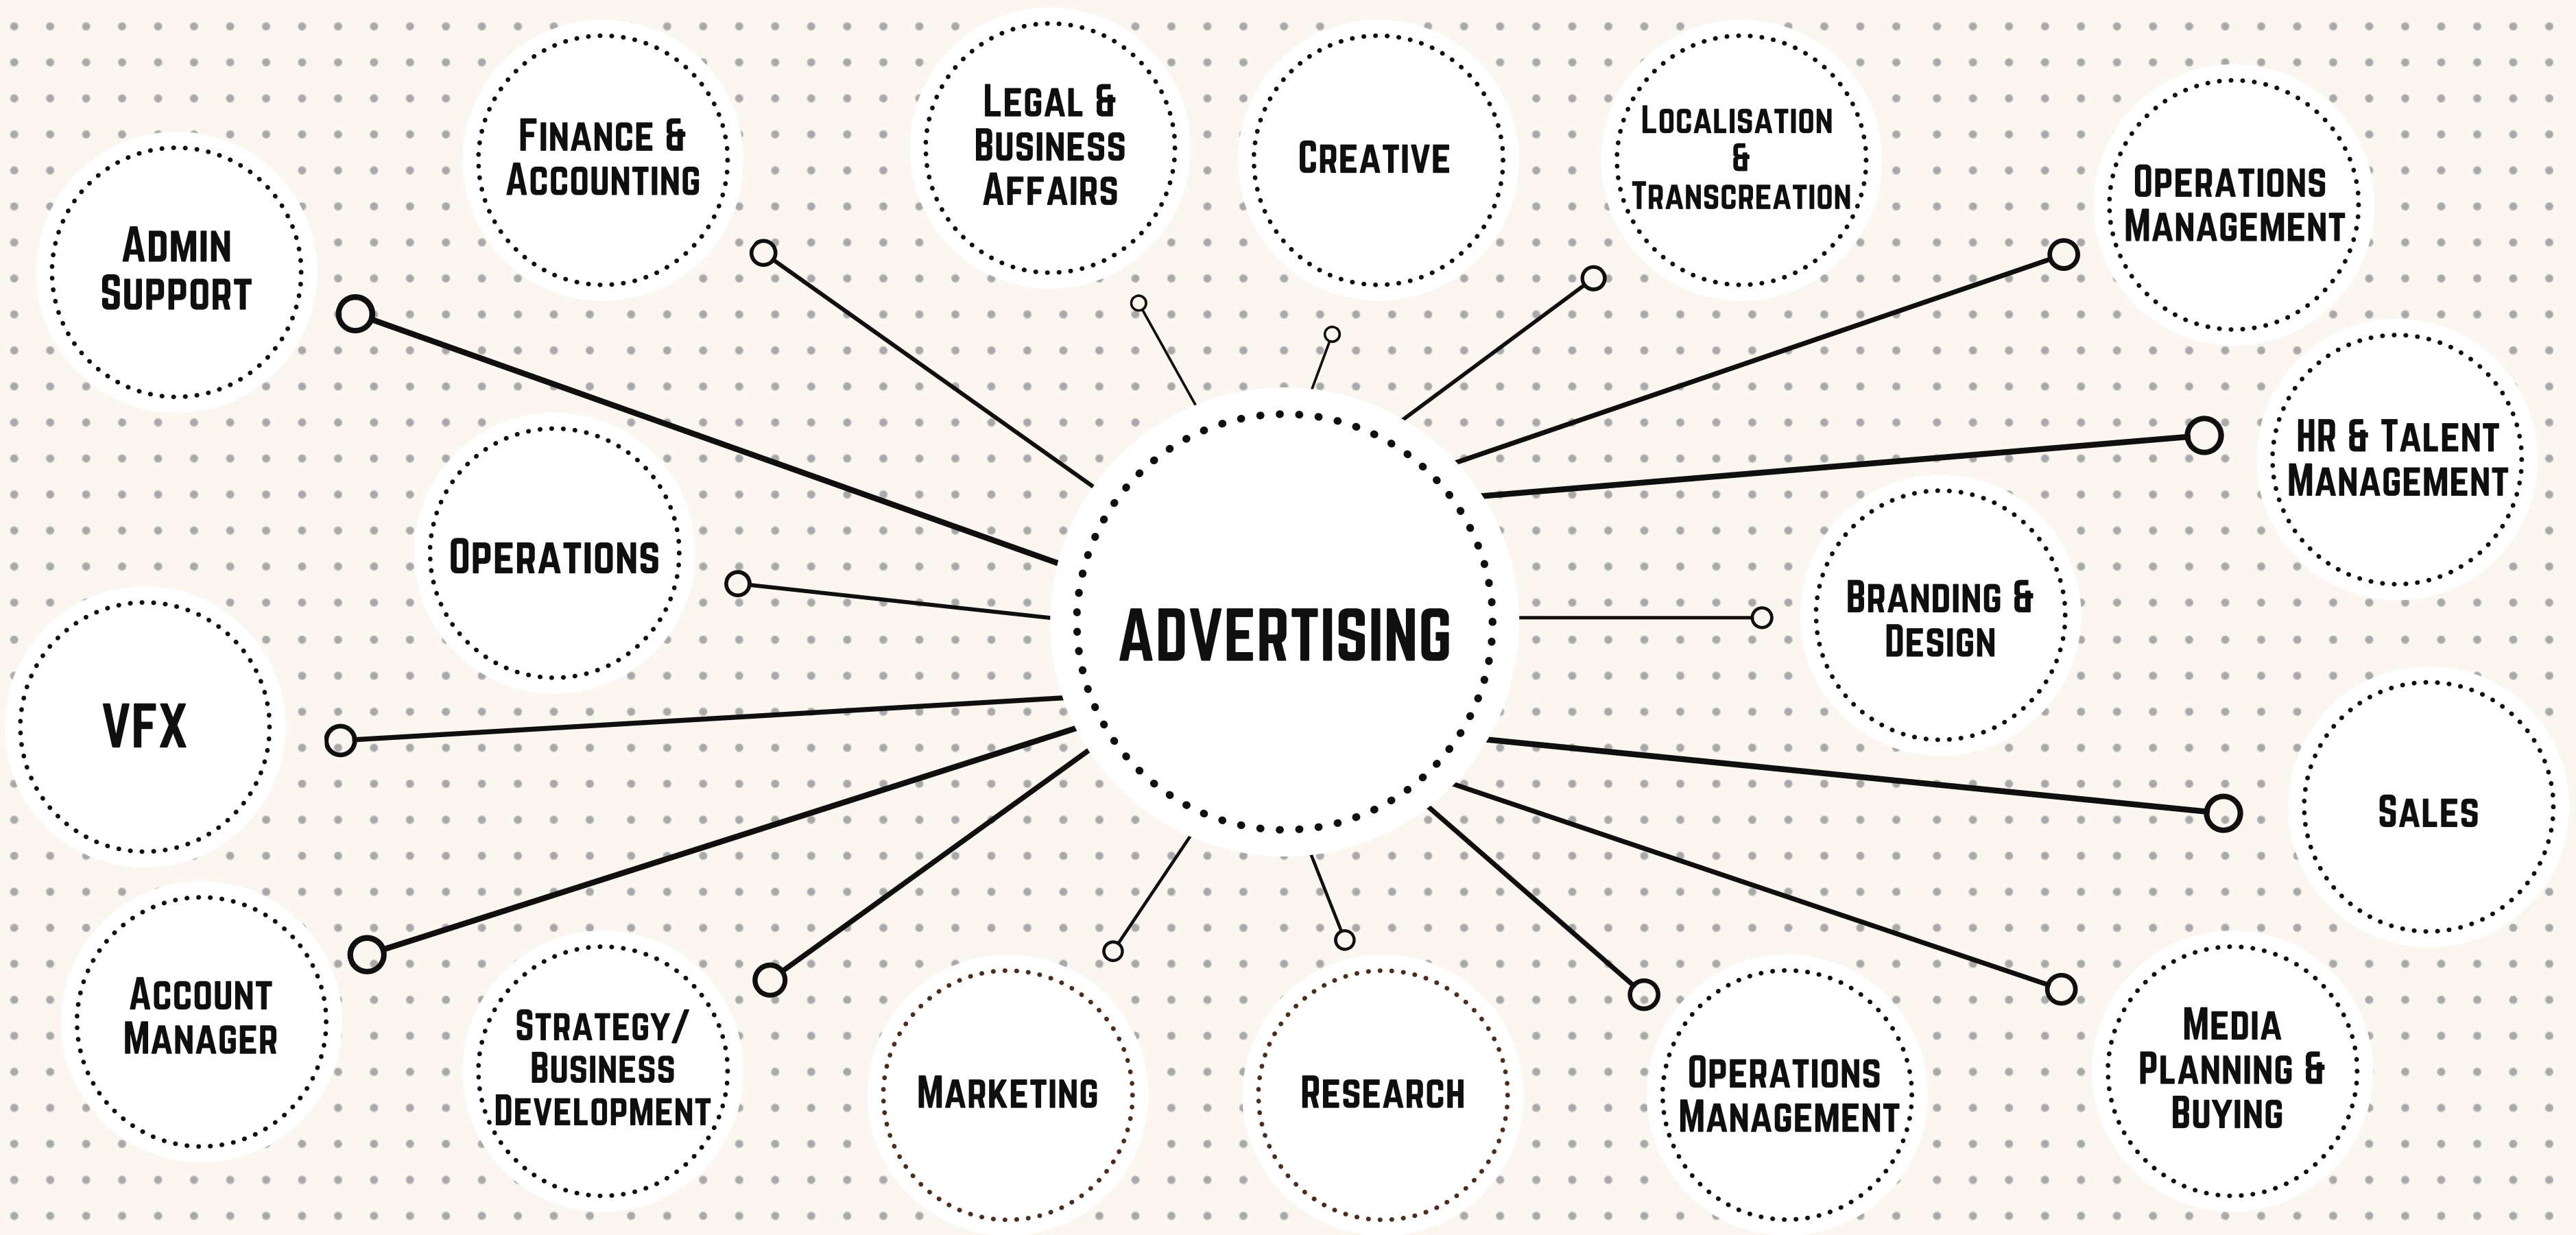 Legal &
Business
Affairs
Creative
Localisation
&
Transcreation
Finance &
Accounting
Operations
Management
Admin
Support
HR & Talent
Management
Operations
Branding &
Design
ADVERTISING
VFX
Sales
Account
Manager
Strategy/
Business
Development
Marketing
Research
Operations
Management
Media
Planning &
Buying